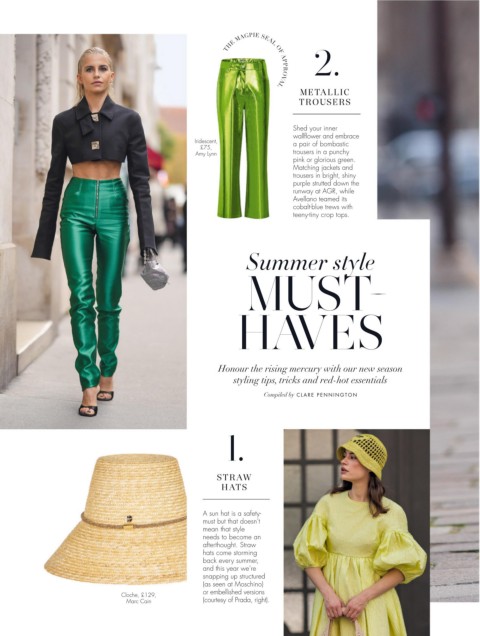 THE MAGPIE SEAL OF APPROVAL
Iridescent,
£75,
Amy Lynn
2.
METALLIC
TROUSERS
Shed your inner
wallflower and embrace
a pair of bombastic
trousers in a punchy
pink or glorious green.
Matching jackets and
trousers in bright, shiny
purple strutted down the
runway at AGR, while
Avellano teamed its
cobalt-blue trews with
teeny-tiny crop tops.
Summer style
MUST-
HAVES
Honour the rising mercury with our new season
styling tips, tricks and red-hot essentials
Compiled by CLARE PENNINGTON
1.
STRAW
HATS
A sun hat is a safety-
must but that doesn't
mean that style
needs to become an
afterthought. Straw
hats come storming
back every summer,
and this year we're
snapping up structured
(as seen at Moschino)
or embellished versions
(courtesy of Prada, right).
Cloche, £129,
Marc Cain